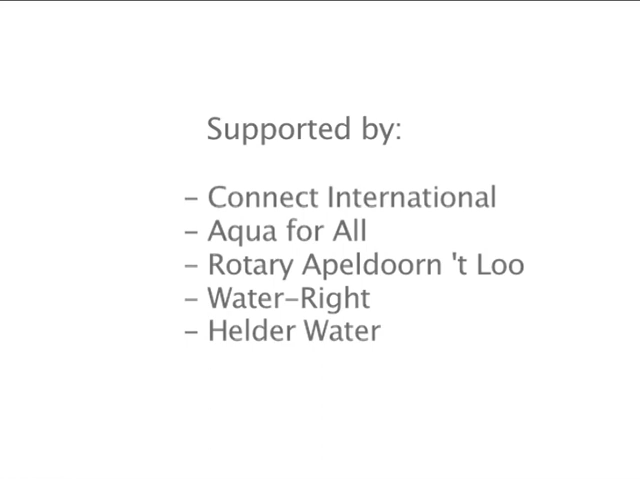 Supported by:
- Connect International
- Aqua for All
- Rotary Apeldoorn 't Loo
- Water-Right
- Helder Water